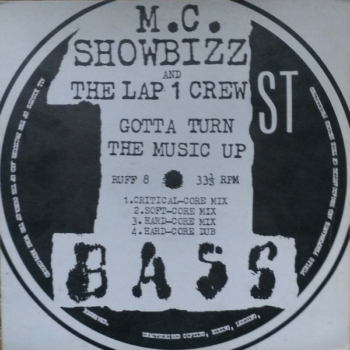 M.C.
SHOWBIZZ
AND
THE LAP 1 CREW
ST
GOTTA TURN
THE MUSIC UP
RUFF 8 33⅓ RPM
1.CRITICAL-CORE MIX
2.SOFT-CORE MIX
3.HARD-CORE MIX
4.HARD-CORE DUB
BASS
UNAUTHORISED COPYING, HIRING, LENDING,